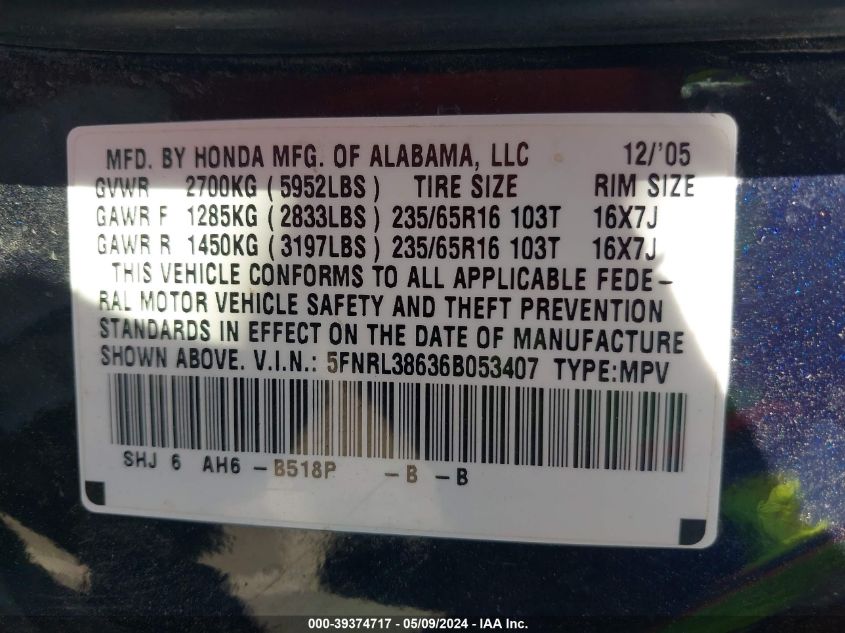 MFD. BY HONDA MFG. OF ALABAMA, LLC 12/'05
GVWR 2700KG (5952LBS) TIRE SIZE RIM SIZE
GAWR F 1285KG (2833LBS) 235/65R16 103T 16X7J
GAWR R 1450KG (3197LBS) 235/65R16 103T 16X7J
THIS VEHICLE CONFORMS TO ALL APPLICABLE FEDE-
RAL MOTOR VEHICLE SAFETY AND THEFT PREVENTION
STANDARDS IN EFFECT ON THE DATE OF MANUFACTURE
SHOWN ABOVE. V.I.N.: 5FNRL38636B053407 TYPE:MPV
SHJ 6 AH6 -B518P -B -B
000-39374717 - 05/09/2024 - IAA Inc.